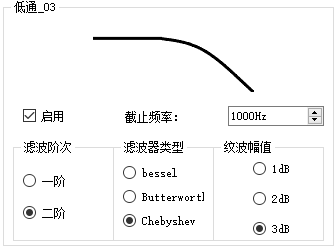 低通_03
启用 截止频率： 1000Hz
滤波阶次 滤波器类型 纹波幅值
一阶
二阶
bessel
Butterwortl
Chebyshev
1dB
2dB
3dB